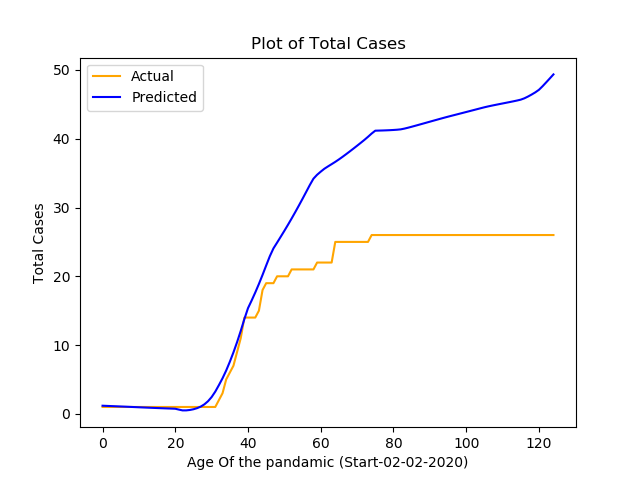 Plot of Total Cases
Actual
Predicted
50
40
30
20
10
0
Total Cases
0 20 40 60 80 100 120
Age Of the pandamic (Start-02-02-2020)